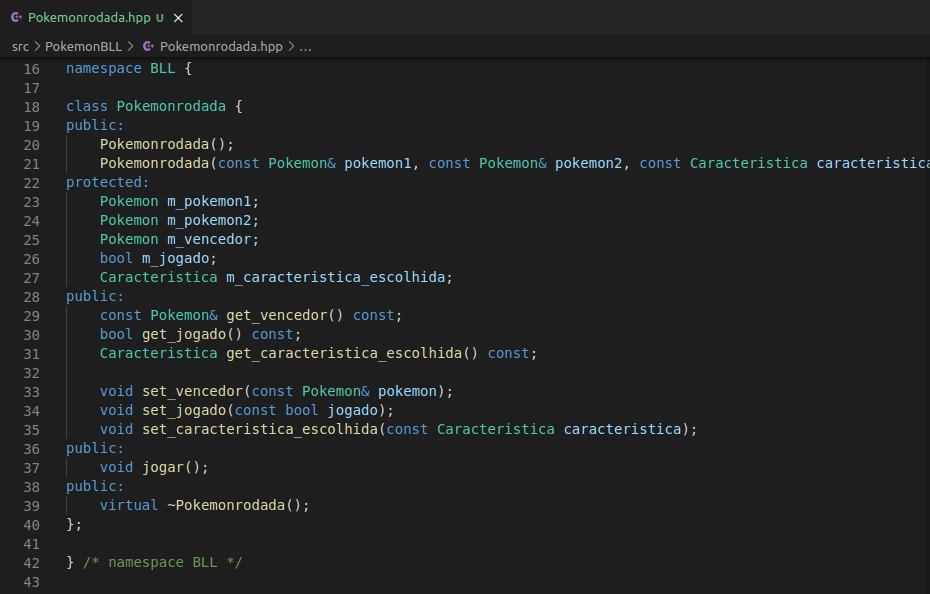 Pokemonrodada.hpp U ×
src > PokemonBLL > Pokemonrodada.hpp > ...
16 namespace BLL {
17
18 class Pokemonrodada {
19 public:
20     Pokemonrodada();
21     Pokemonrodada(const Pokemon& pokemon1, const Pokemon& pokemon2, const Caracteristica caracteristica
22 protected:
23     Pokemon m_pokemon1;
24     Pokemon m_pokemon2;
25     Pokemon m_vencedor;
26     bool m_jogado;
27     Caracteristica m_caracteristica_escolhida;
28 public:
29     const Pokemon& get_vencedor() const;
30     bool get_jogado() const;
31     Caracteristica get_caracteristica_escolhida() const;
32
33     void set_vencedor(const Pokemon& pokemon);
34     void set_jogado(const bool jogado);
35     void set_caracteristica_escolhida(const Caracteristica caracteristica);
36 public:
37     void jogar();
38 public:
39     virtual ~Pokemonrodada();
40 };
41
42 } /* namespace BLL */
43